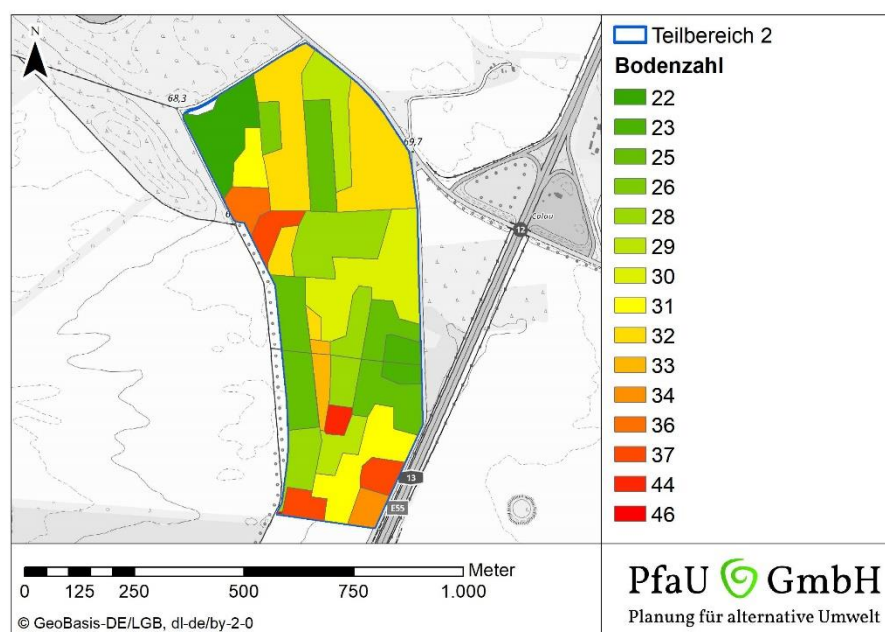 N
68,3
69,7
6
Calau
12
13
E55
Teilbereich 2
Bodenzahl
22
23
25
26
28
29
30
31
32
33
34
36
37
44
46
Meter
0 125 250 500 750 1.000
© GeoBasis-DE/LGB, dl-de/by-2-0
PfaU GmbH
Planung für alternative Umwelt